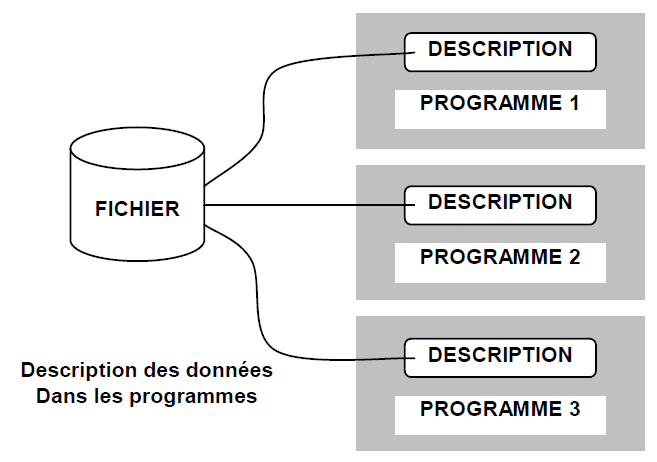 DESCRIPTION
PROGRAMME 1
FICHIER
DESCRIPTION
PROGRAMME 2
DESCRIPTION
PROGRAMME 3
Description des données
Dans les programmes